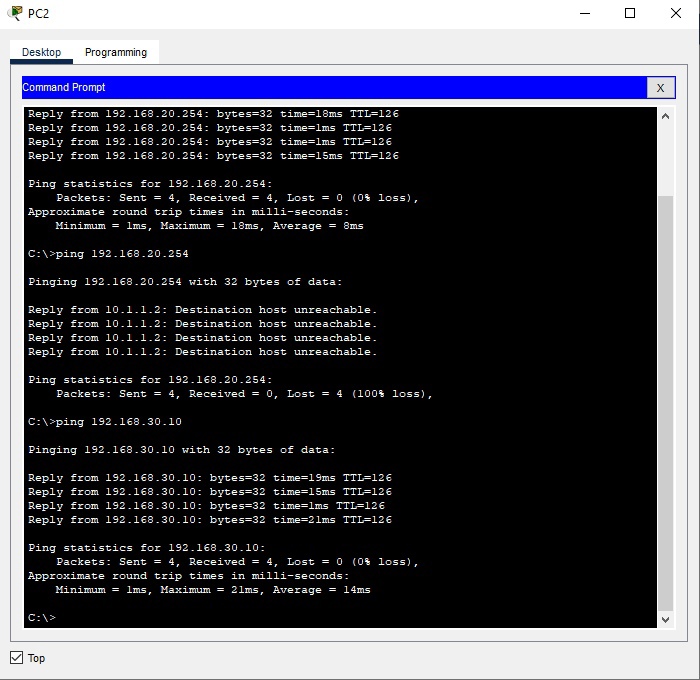 PC2
Desktop
Programming
Command Prompt
X
Reply from 192.168.20.254: bytes=32 time=18ms TTL=126
Reply from 192.168.20.254: bytes=32 time=1ms TTL=126
Reply from 192.168.20.254: bytes=32 time=1ms TTL=126
Reply from 192.168.20.254: bytes=32 time=15ms TTL=126
Ping statistics for 192.168.20.254:
Packets: Sent = 4, Received = 4, Lost = 0 (0% loss),
Approximate round trip times in milli-seconds:
Minimum = 1ms, Maximum = 18ms, Average = 8ms
C:\>ping 192.168.20.254
Pinging 192.168.20.254 with 32 bytes of data:
Reply from 10.1.1.2: Destination host unreachable.
Reply from 10.1.1.2: Destination host unreachable.
Reply from 10.1.1.2: Destination host unreachable.
Reply from 10.1.1.2: Destination host unreachable.
Ping statistics for 192.168.20.254:
Packets: Sent = 4, Received = 0, Lost = 4 (100% loss),
C:\>ping 192.168.30.10
Pinging 192.168.30.10 with 32 bytes of data:
Reply from 192.168.30.10: bytes=32 time=19ms TTL=126
Reply from 192.168.30.10: bytes=32 time=15ms TTL=126
Reply from 192.168.30.10: bytes=32 time=1ms TTL=126
Reply from 192.168.30.10: bytes=32 time=21ms TTL=126
Ping statistics for 192.168.30.10:
Packets: Sent = 4, Received = 4, Lost = 0 (0% loss),
Approximate round trip times in milli-seconds:
Minimum = 1ms, Maximum = 21ms, Average = 14ms
C:\>
Top